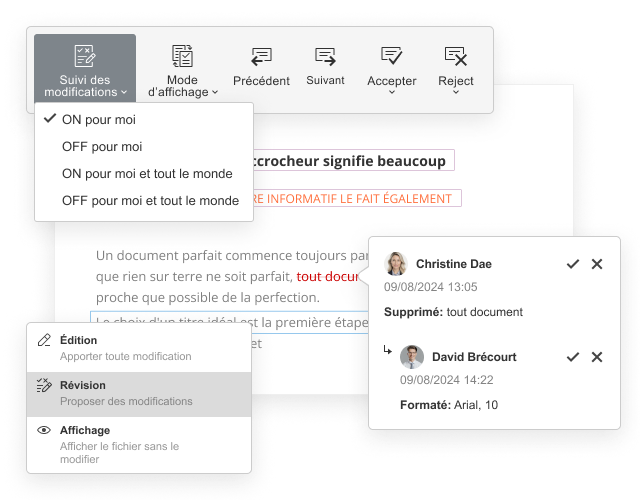 Suivi des
modifications
Mode
d'affichage
Précédent
Suivant
Accepter
Reject
ON pour moi
OFF pour moi
ON pour moi et tout le monde
OFF pour moi et tout le monde
ccrocheur signifie beaucoup
RE INFORMATIF LE FAIT ÉGALEMENT
Un document parfait commence toujours par
que rien sur terre ne soit parfait, tout docum
proche que possible de la perfection.
Le choix d'un titre idéal est la première étape
et
Christine Dae
09/08/2024 13:05
Supprimé: tout document
David Brécourt
09/08/2024 14:22
Formaté: Arial, 10
Édition
Apporter toute modification
Révision
Proposer des modifications
Affichage
Afficher le fichier sans le
modifier